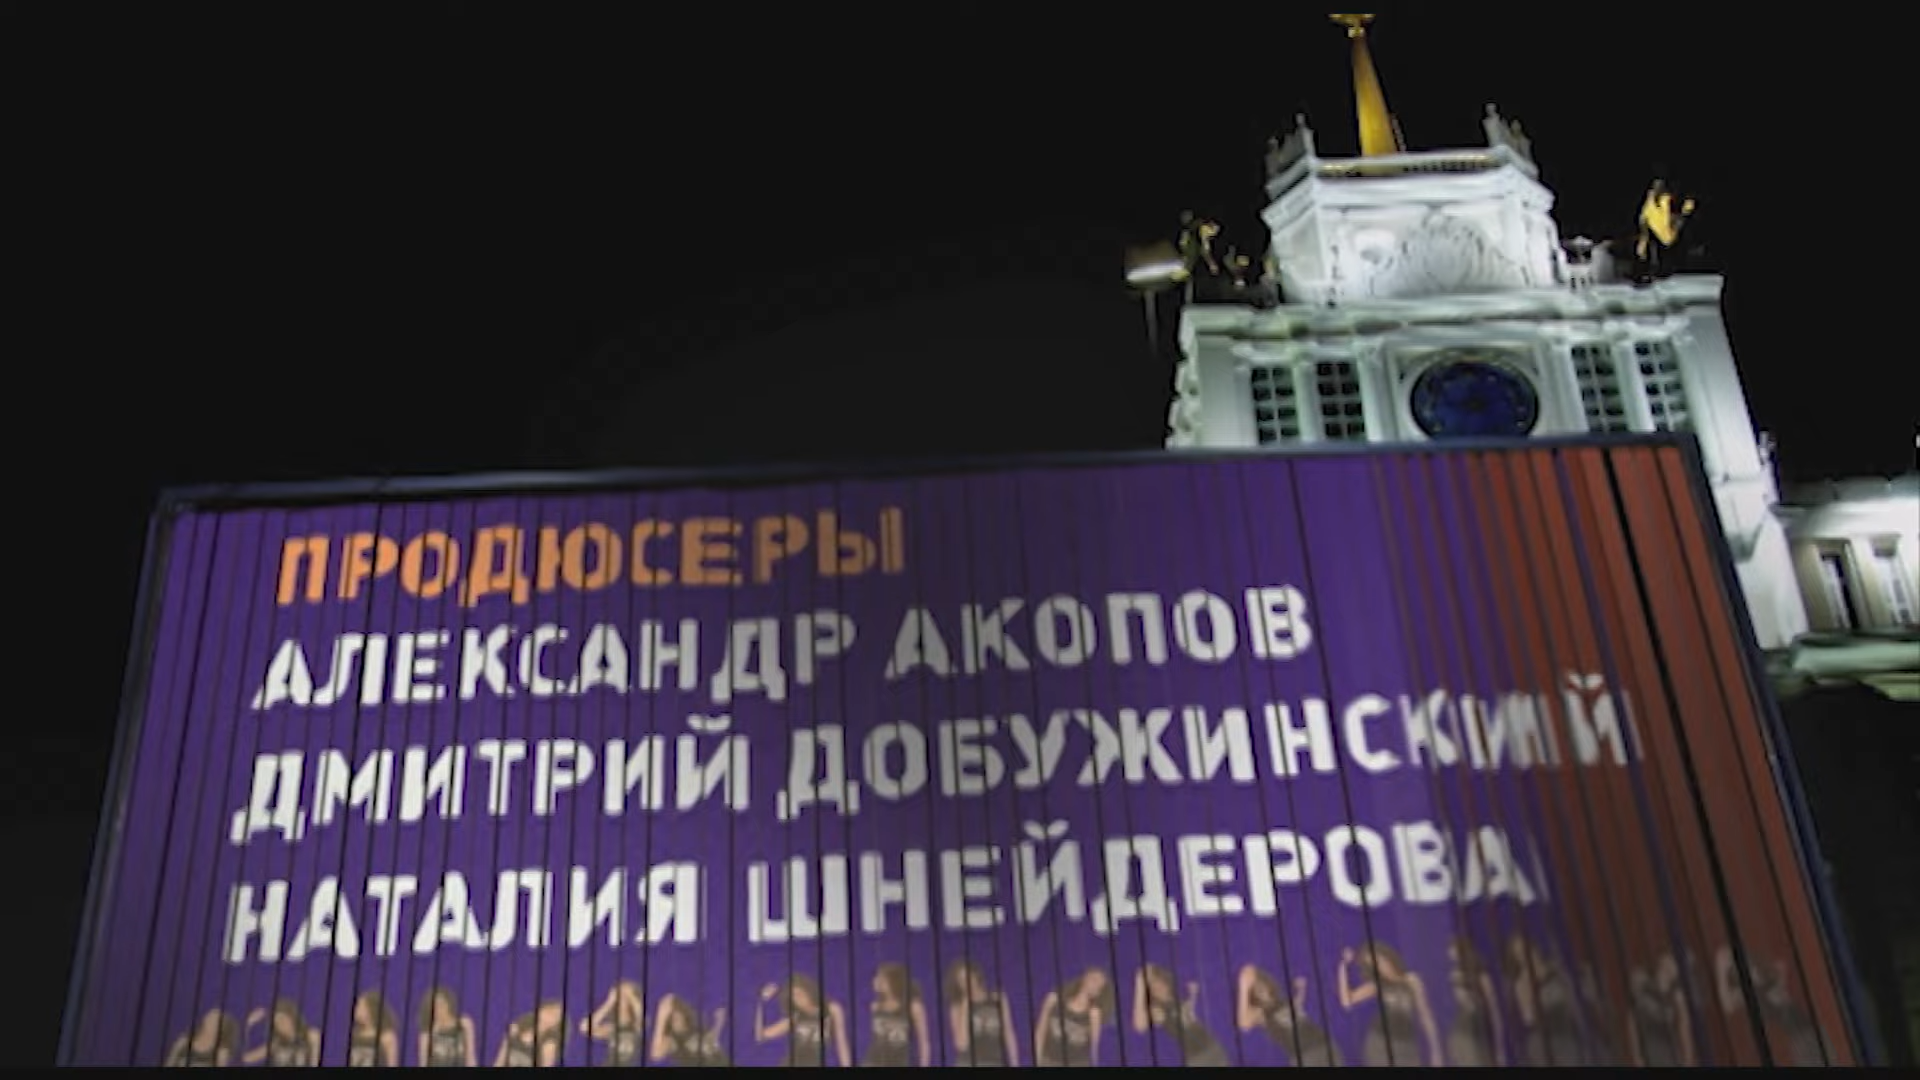 ПРОДЮСЕРЫ
АЛЕКСАНДР АКОПОВ
ДМИТРИЙ ДОБУЖИНСКИЙ
НАТАЛИЯ ШНЕЙДЕРОВА